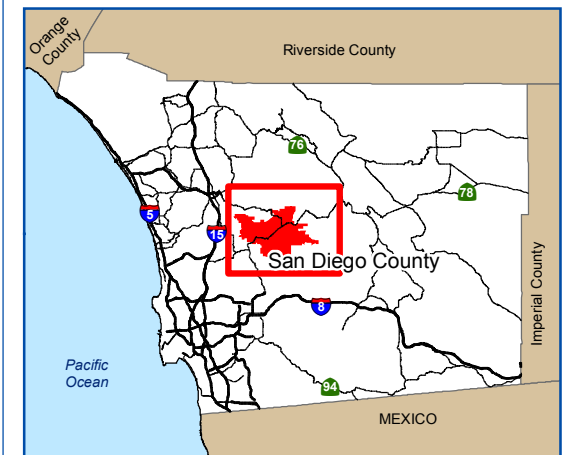 Orange
County
Riverside County
76
78
5
15
San Diego County
Imperial County
8
Pacific
Ocean
94
MEXICO